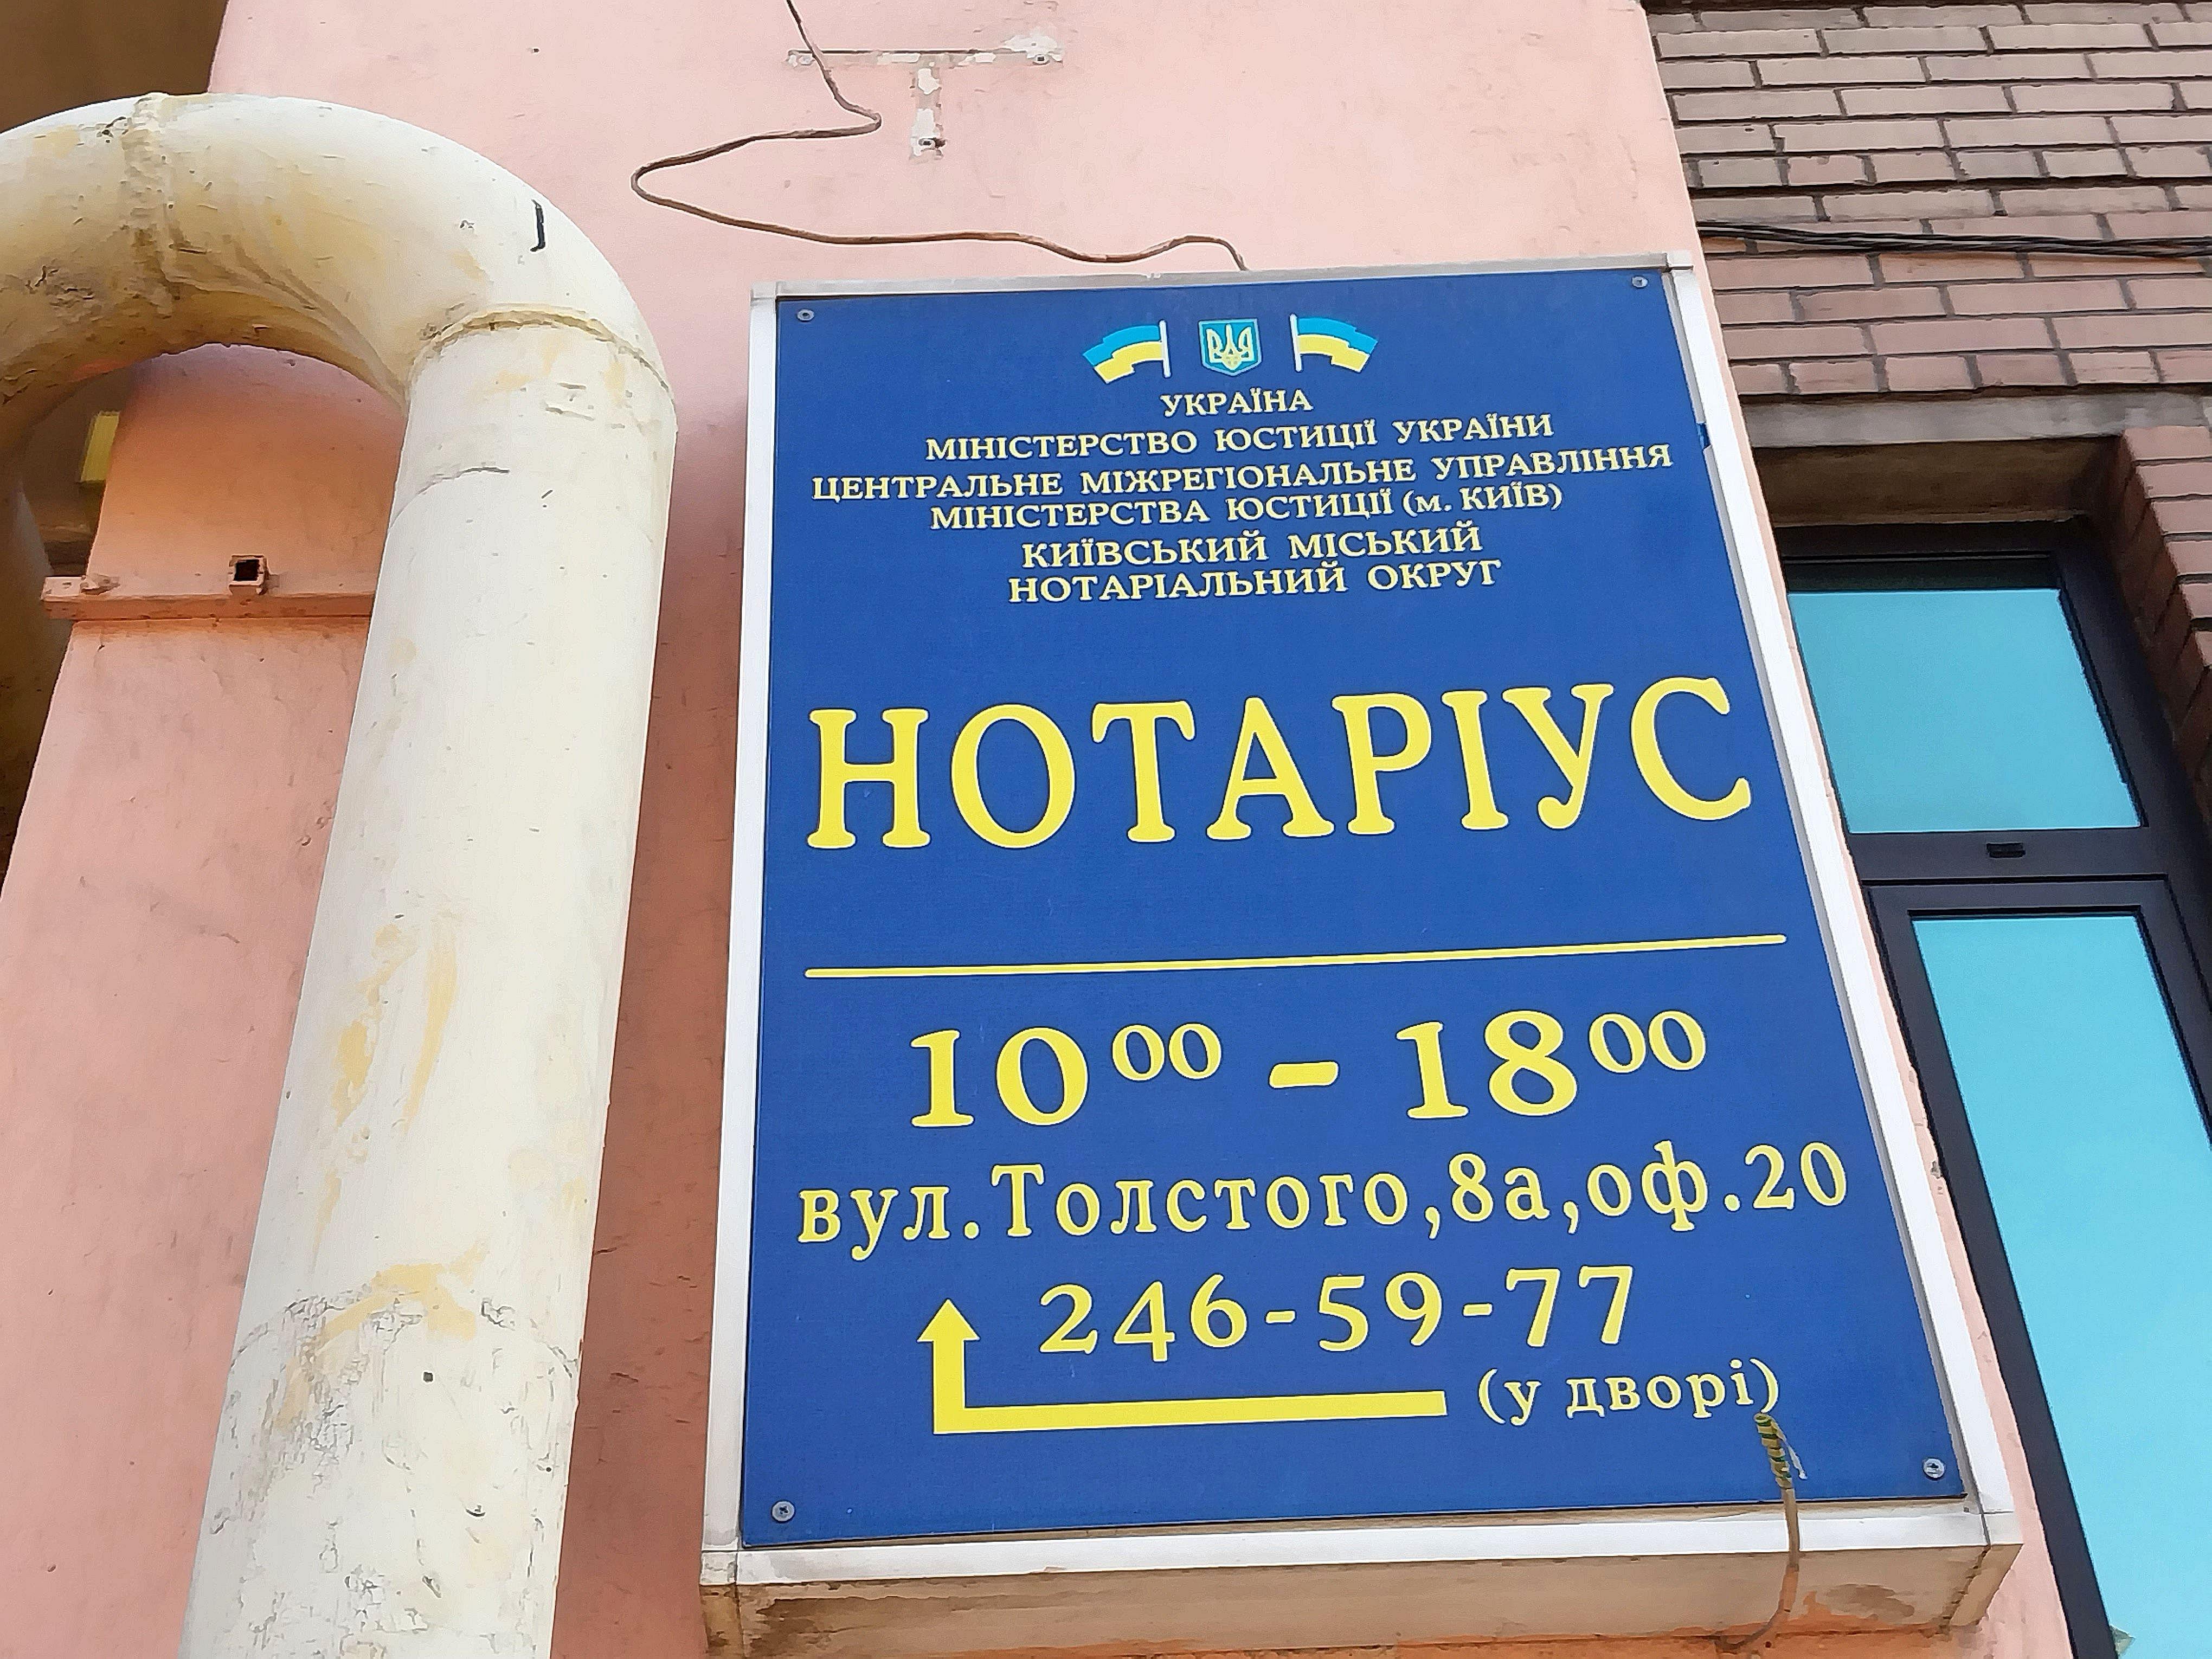 УКРАЇНА
МІНІСТЕРСТВО ЮСТИЦІЇ УКРАЇНИ
ЦЕНТРАЛЬНЕ МІЖРЕГІОНАЛЬНЕ УПРАВЛІННЯ
МІНІСТЕРСТВА ЮСТИЦІЇ (м. КИЇВ)
КИЇВСЬКИЙ МІСЬКИЙ
НОТАРІАЛЬНИЙ ОКРУГ
НОТАРІУС
10⁰⁰ – 18⁰⁰
вул.Толстого,8а,оф.20
246-59-77
(у дворі)